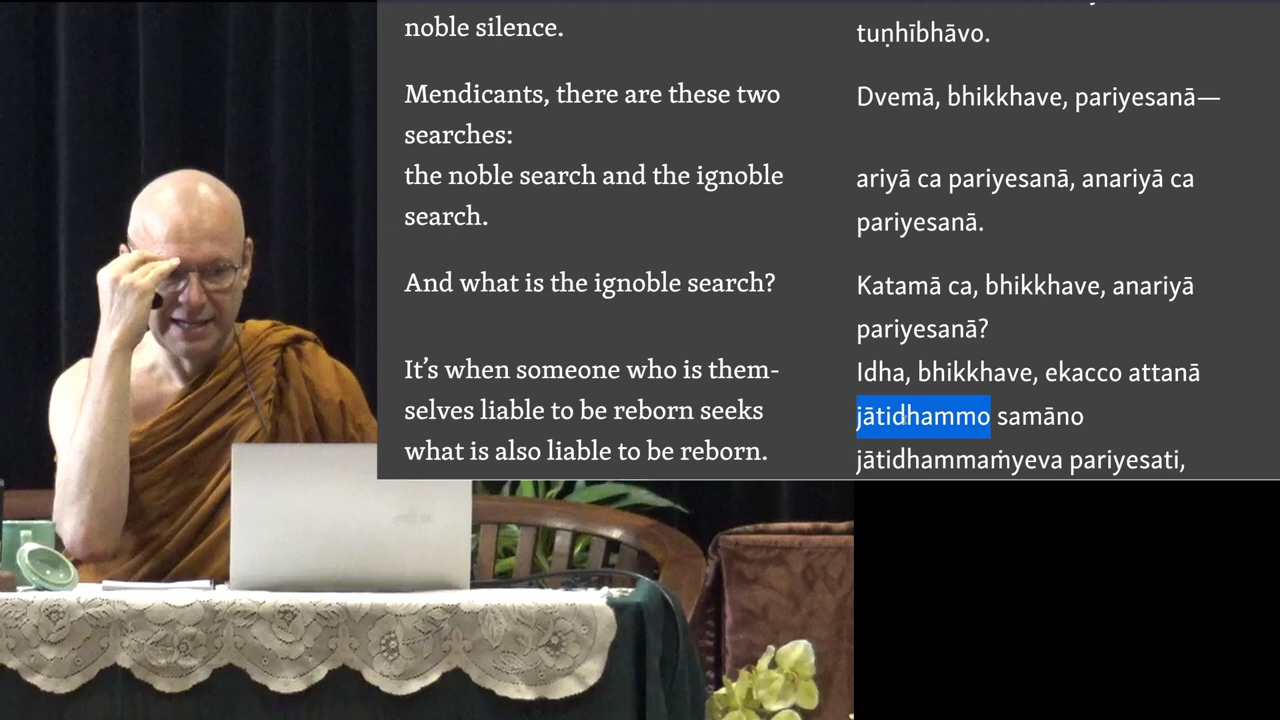 noble silence.
Mendicants, there are these two
searches:
the noble search and the ignoble
search.
And what is the ignoble search?
It’s when someone who is them-
selves liable to be reborn seeks
what is also liable to be reborn.
tuṇhībhāvo.
Dvemā, bhikkhave, pariyesanā—
ariyā ca pariyesanā, anariyā ca
pariyesanā.
Katamā ca, bhikkhave, anariyā
pariyesanā?
Idha, bhikkhave, ekacco attanā
jātidhammo samāno
jātidhammaṁyeva pariyesati,